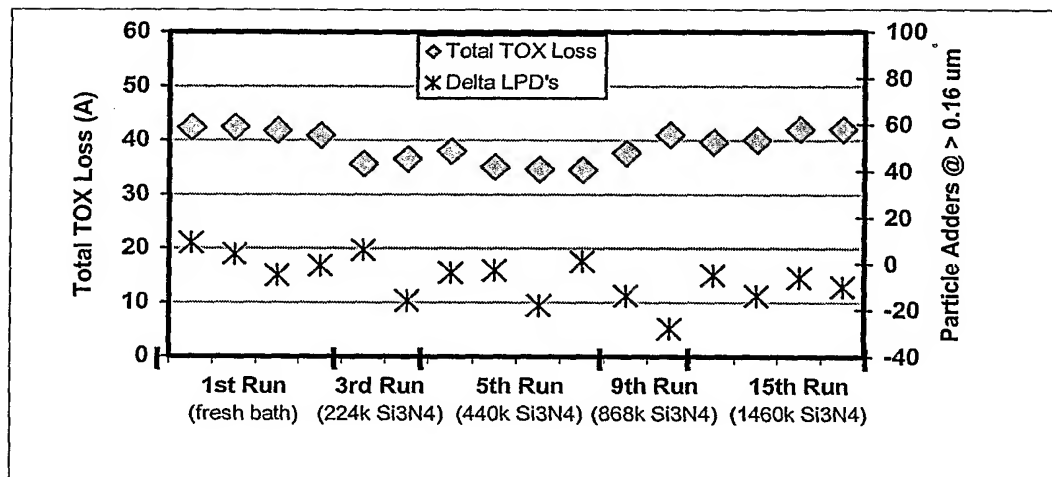 Total TOX Loss (A)
60
50
40
30
20
10
0
Total TOX Loss
Delta LPD's
100
80
60
40
20
0
-20
-40
Particle Adders @ > 0.16 um
1st Run 3rd Run 5th Run 9th Run 15th Run
(fresh bath) (224k Si3N4) (440k Si3N4) (868k Si3N4) (1460k Si3N4)